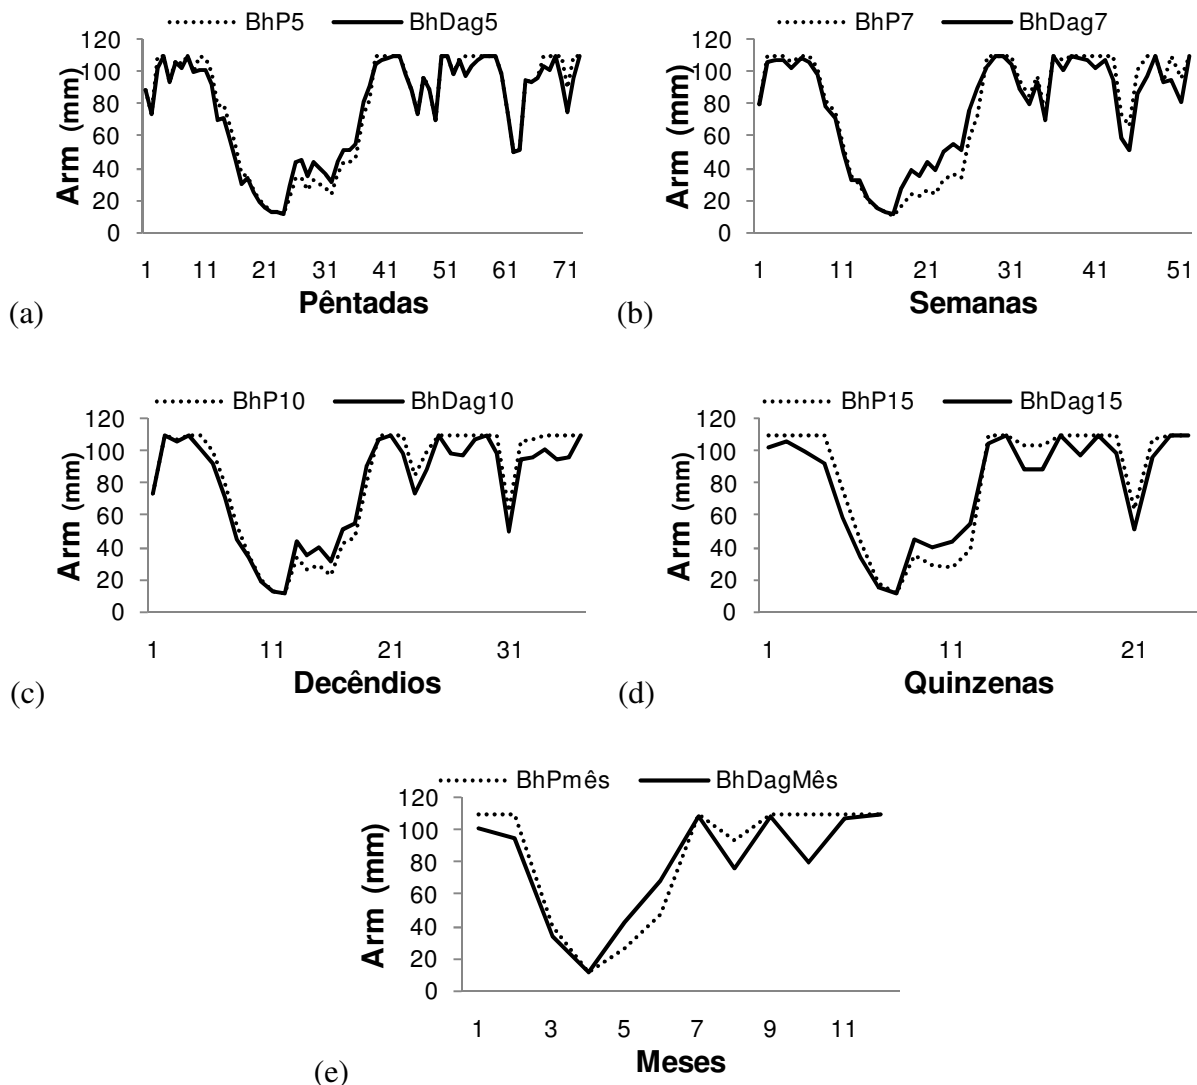 BhP5 BhDag5
120
100
80
60
40
20
0
Arm (mm)
1 11 21 31 41 51 61 71
Pêntadas
(a)
BhP7 BhDag7
120
100
80
60
40
20
0
Arm (mm)
1 11 21 31 41 51
Semanas
(b)
BhP10 BhDag10
120
100
80
60
40
20
0
Arm (mm)
1 11 21 31
Decêndios
(c)
BhP15 BhDag15
120
100
80
60
40
20
0
Arm (mm)
1 11 21
Quinzenas
(d)
BhPmês BhDagMês
120
100
80
60
40
20
0
Arm (mm)
1 3 5 7 9 11
Meses
(e)